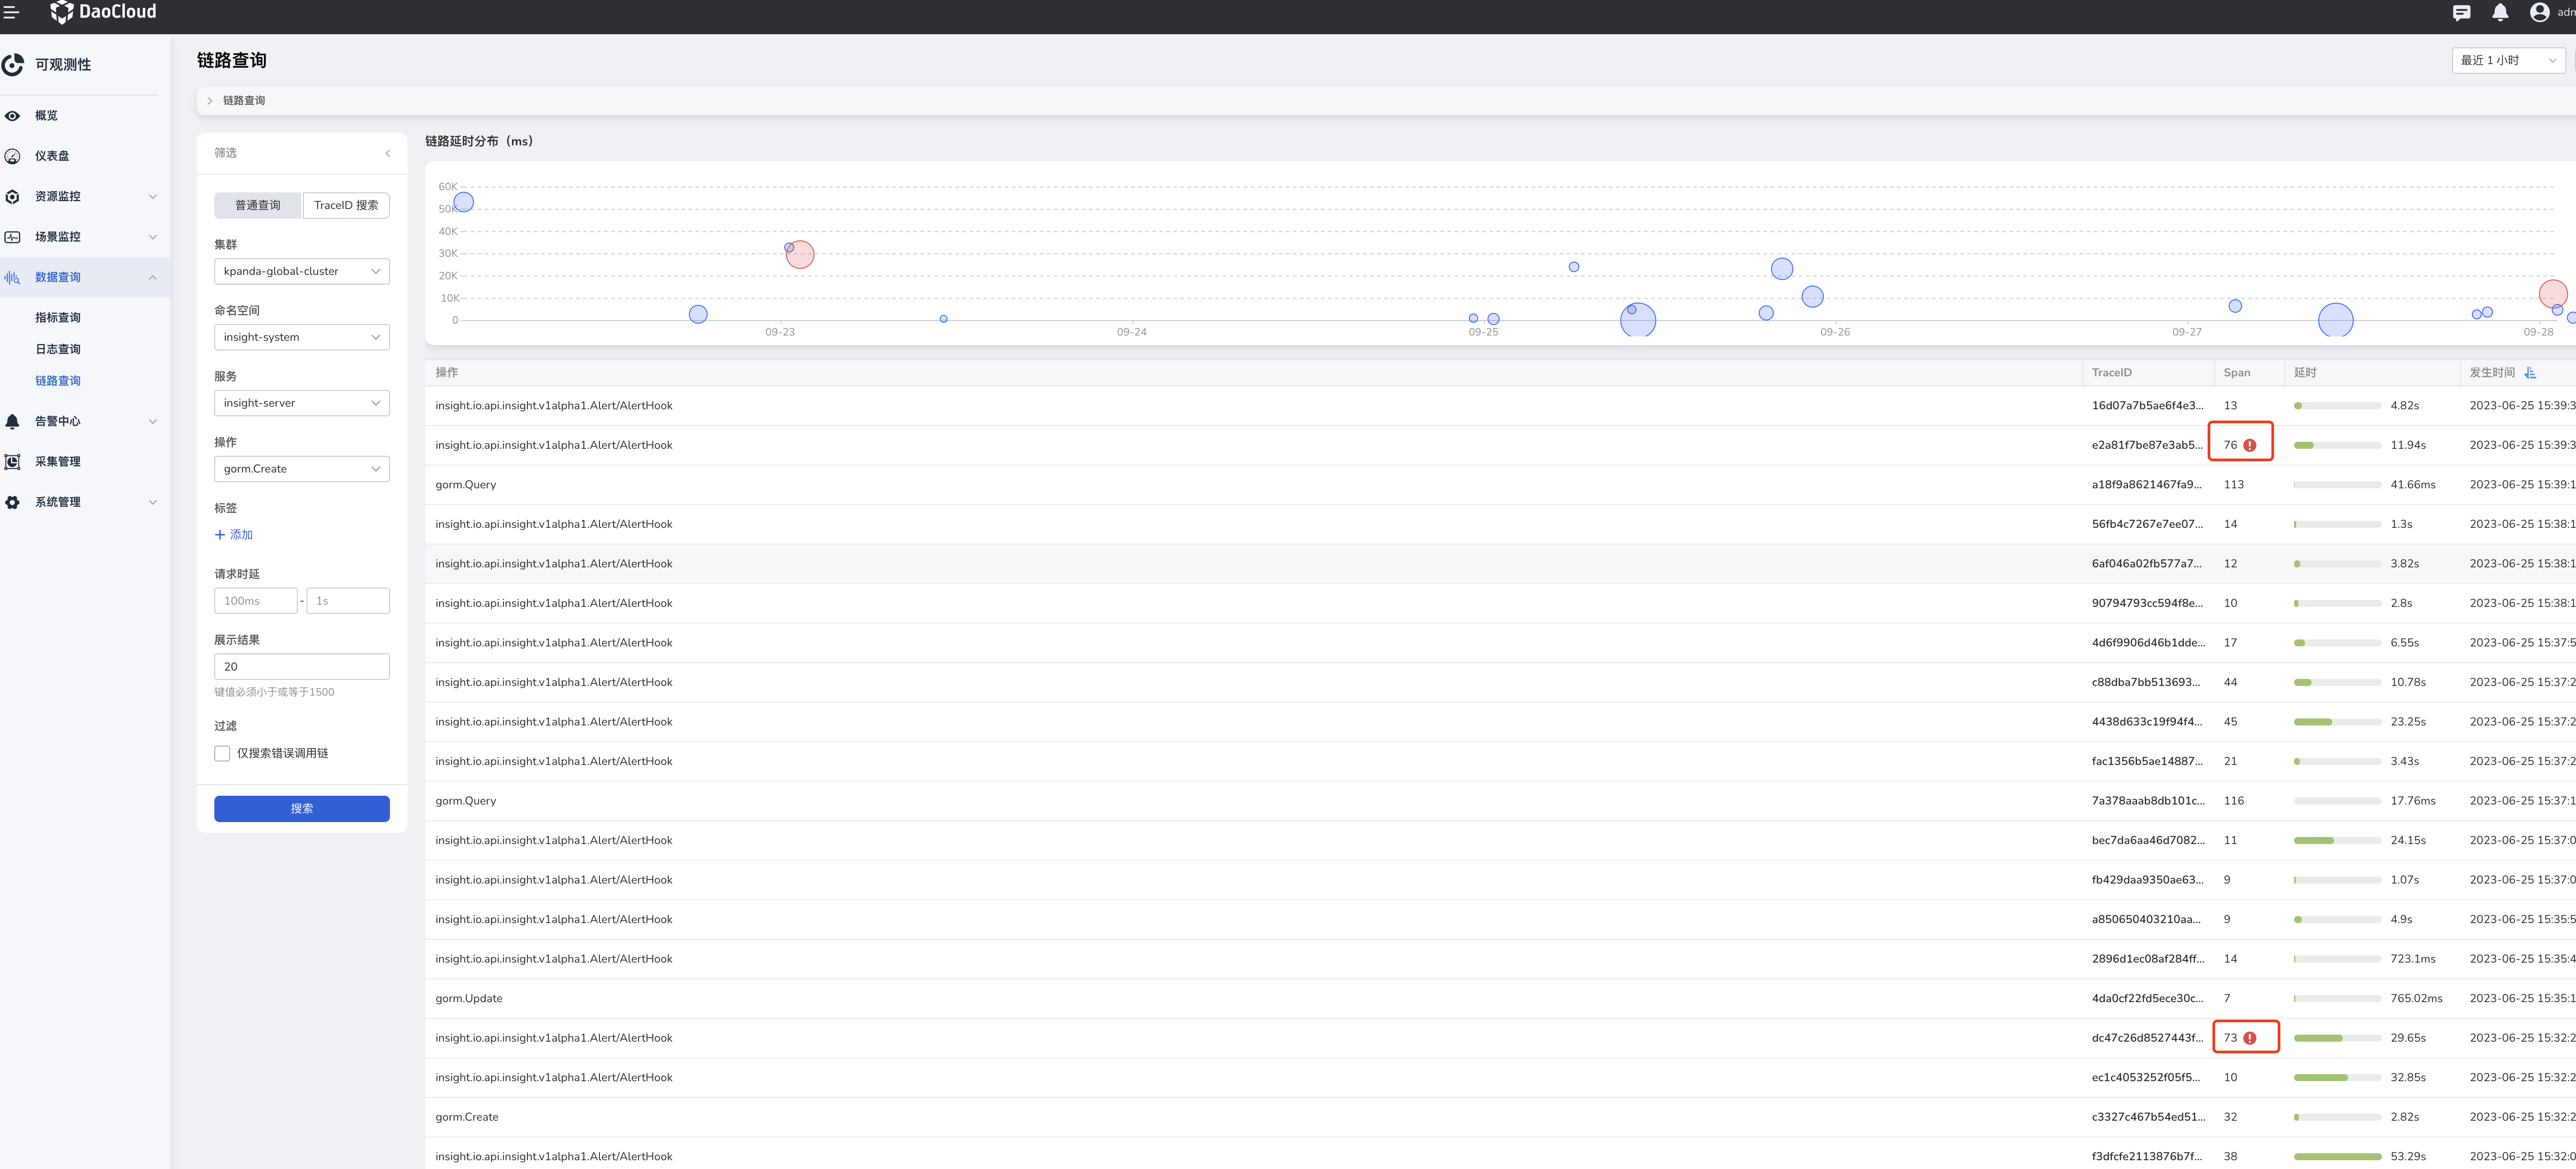 DaoCloud
adn
可观测性
概览
仪表盘
资源监控
场景监控
数据查询
指标查询
日志查询
链路查询
告警中心
采集管理
系统管理
链路查询
最近 1 小时
链路查询
筛选
普通查询 TraceID 搜索
集群
kpanda-global-cluster
命名空间
insight-system
服务
insight-server
操作
gorm.Create
标签
添加
请求时延
100ms - 1s
展示结果
20
键值必须小于或等于1500
过滤
仅搜索错误调用链
搜索
链路延时分布（ms）
60K
50K
40K
30K
20K
10K
0
09-23 09-24 09-25 09-26 09-27 09-28
操作 TraceID Span 延时 发生时间
insight.io.api.insight.v1alpha1.Alert/AlertHook 16d07a7b5ae6f4e3... 13 4.82s 2023-06-25 15:39:3
insight.io.api.insight.v1alpha1.Alert/AlertHook e2a81f7be87e3ab5... 76 11.94s 2023-06-25 15:39:3
gorm.Query a18f9a8621467fa9... 113 41.66ms 2023-06-25 15:39:1
insight.io.api.insight.v1alpha1.Alert/AlertHook 56fb4c7267e7ee07... 14 1.3s 2023-06-25 15:38:1
insight.io.api.insight.v1alpha1.Alert/AlertHook 6af046a02fb577a7... 12 3.82s 2023-06-25 15:38:1
insight.io.api.insight.v1alpha1.Alert/AlertHook 90794793cc594f8e... 10 2.8s 2023-06-25 15:38:1
insight.io.api.insight.v1alpha1.Alert/AlertHook 4d6f9906d46b1dde... 17 6.55s 2023-06-25 15:37:5
insight.io.api.insight.v1alpha1.Alert/AlertHook c88dba7bb513693... 44 10.78s 2023-06-25 15:37:2
insight.io.api.insight.v1alpha1.Alert/AlertHook 4438d633c19f94f4... 45 23.25s 2023-06-25 15:37:2
insight.io.api.insight.v1alpha1.Alert/AlertHook fac1356b5ae14887... 21 3.43s 2023-06-25 15:37:2
gorm.Query 7a378aaab8db101c... 116 17.76ms 2023-06-25 15:37:1
insight.io.api.insight.v1alpha1.Alert/AlertHook bec7da6aa46d7082... 11 24.15s 2023-06-25 15:37:0
insight.io.api.insight.v1alpha1.Alert/AlertHook fb429daa9350ae63... 9 1.07s 2023-06-25 15:37:0
insight.io.api.insight.v1alpha1.Alert/AlertHook a850650403210aa... 9 4.9s 2023-06-25 15:35:5
insight.io.api.insight.v1alpha1.Alert/AlertHook 2896d1ec08af284ff... 14 723.1ms 2023-06-25 15:35:4
gorm.Update 4da0cf22fd5ece30c... 7 765.02ms 2023-06-25 15:35:1
insight.io.api.insight.v1alpha1.Alert/AlertHook dc47c26d8527443f... 73 29.65s 2023-06-25 15:32:2
insight.io.api.insight.v1alpha1.Alert/AlertHook ec1c4053252f05f5... 10 32.85s 2023-06-25 15:32:2
gorm.Create c3327c467b54ed51... 32 2.82s 2023-06-25 15:32:2
insight.io.api.insight.v1alpha1.Alert/AlertHook f3dfcfe2113876b7f... 38 53.29s 2023-06-25 15:32:0